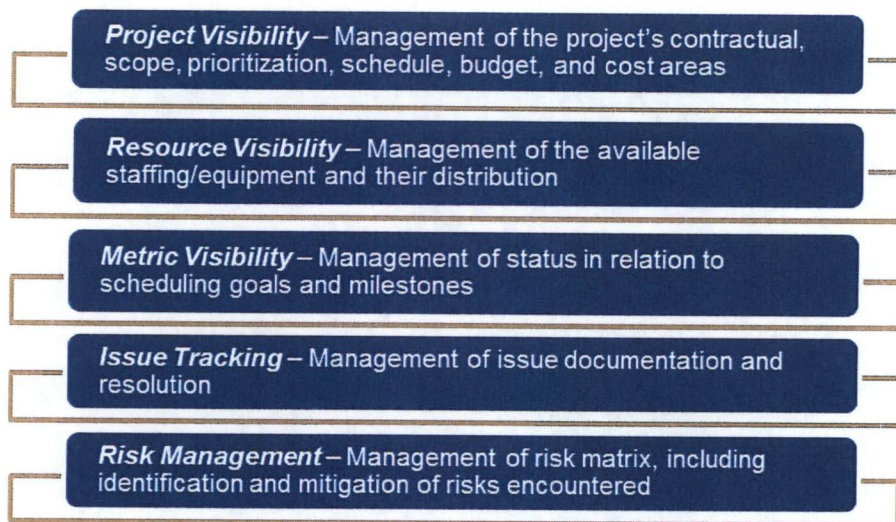 Project Visibility – Management of the project's contractual,
scope, prioritization, schedule, budget, and cost areas
Resource Visibility – Management of the available
staffing/equipment and their distribution
Metric Visibility – Management of status in relation to
scheduling goals and milestones
Issue Tracking – Management of issue documentation and
resolution
Risk Management – Management of risk matrix, including
identification and mitigation of risks encountered